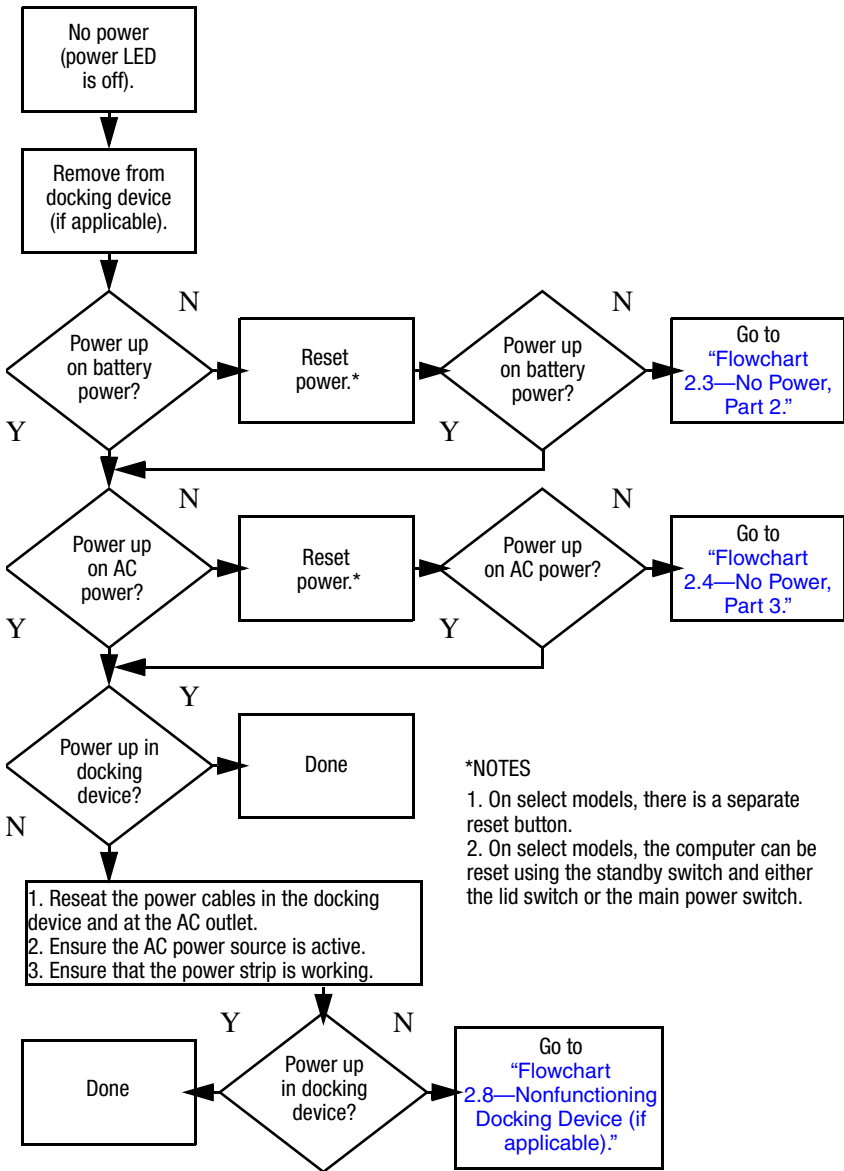 No power
(power LED
is off).
Remove from
docking device
(if applicable).
N
N
Power up
on battery
power?
Reset
power.*
Power up
on battery
power?
Go to
“Flowchart
2.3—No Power,
Part 2.”
Y
Y
N
N
Power up
on AC
power?
Reset
power.*
Power up
on AC power?
Go to
“Flowchart
2.4—No Power,
Part 3.”
Y
Y
Y
Power up in
docking
device?
Done
N
*NOTES
1. On select models, there is a separate
reset button.
2. On select models, the computer can be
reset using the standby switch and either
the lid switch or the main power switch.
1. Reseat the power cables in the docking
device and at the AC outlet.
2. Ensure the AC power source is active.
3. Ensure that the power strip is working.
Y
N
Done
Power up
in docking
device?
Go to
“Flowchart
2.8—Nonfunctioning
Docking Device (if
applicable).”